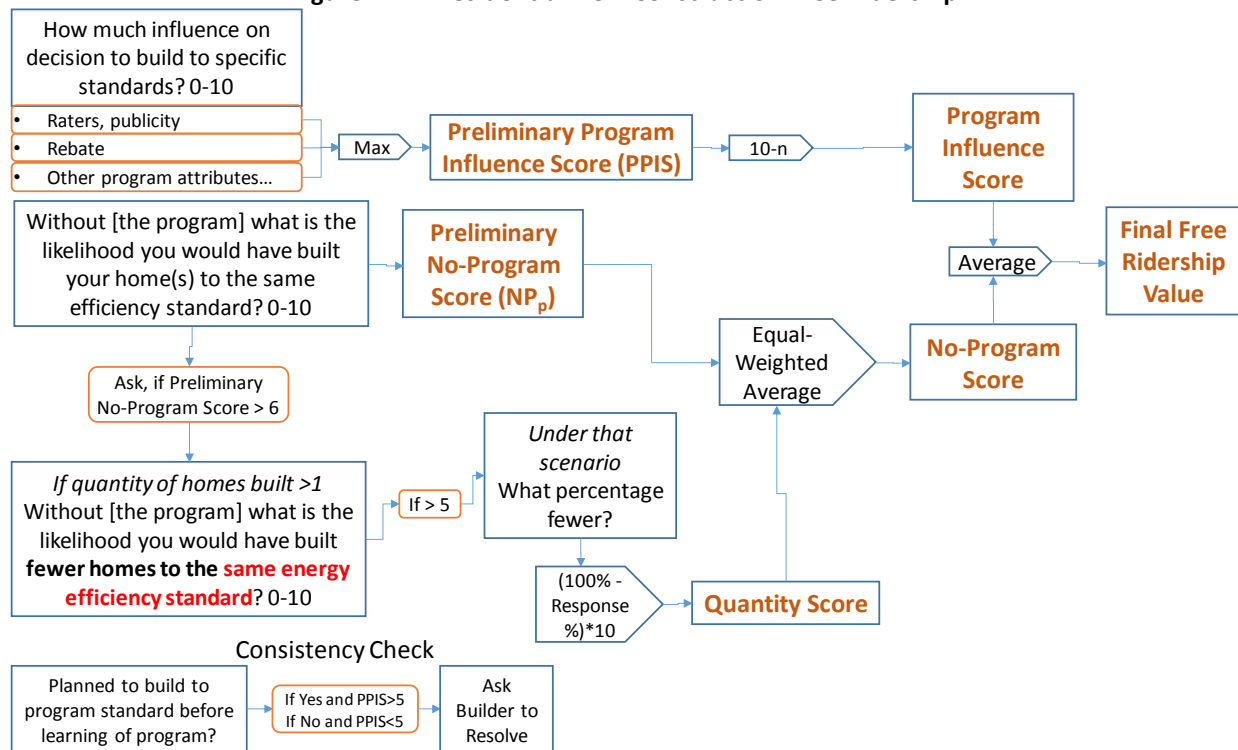 How much influence on
decision to build to specific
standards? 0-10
• Raters, publicity
• Rebate
• Other program attributes…
Max
Preliminary Program
Influence Score (PPIS)
10-n
Program
Influence
Score
Without [the program] what is the
likelihood you would have built
your home(s) to the same
efficiency standard? 0-10
Preliminary
No-Program
Score (NPp)
Average
Final Free
Ridership
Value
Equal-
Weighted
Average
No-Program
Score
Ask, if Preliminary
No-Program Score > 6
If quantity of homes built >1
Without [the program] what is the
likelihood you would have built
fewer homes to the same energy
efficiency standard? 0-10
If > 5
Under that
scenario
What percentage
fewer?
(100% -
Response
%)*10
Quantity Score
Consistency Check
Planned to build to
program standard before
learning of program?
If Yes and PPIS>5
If No and PPIS<5
Ask
Builder to
Resolve